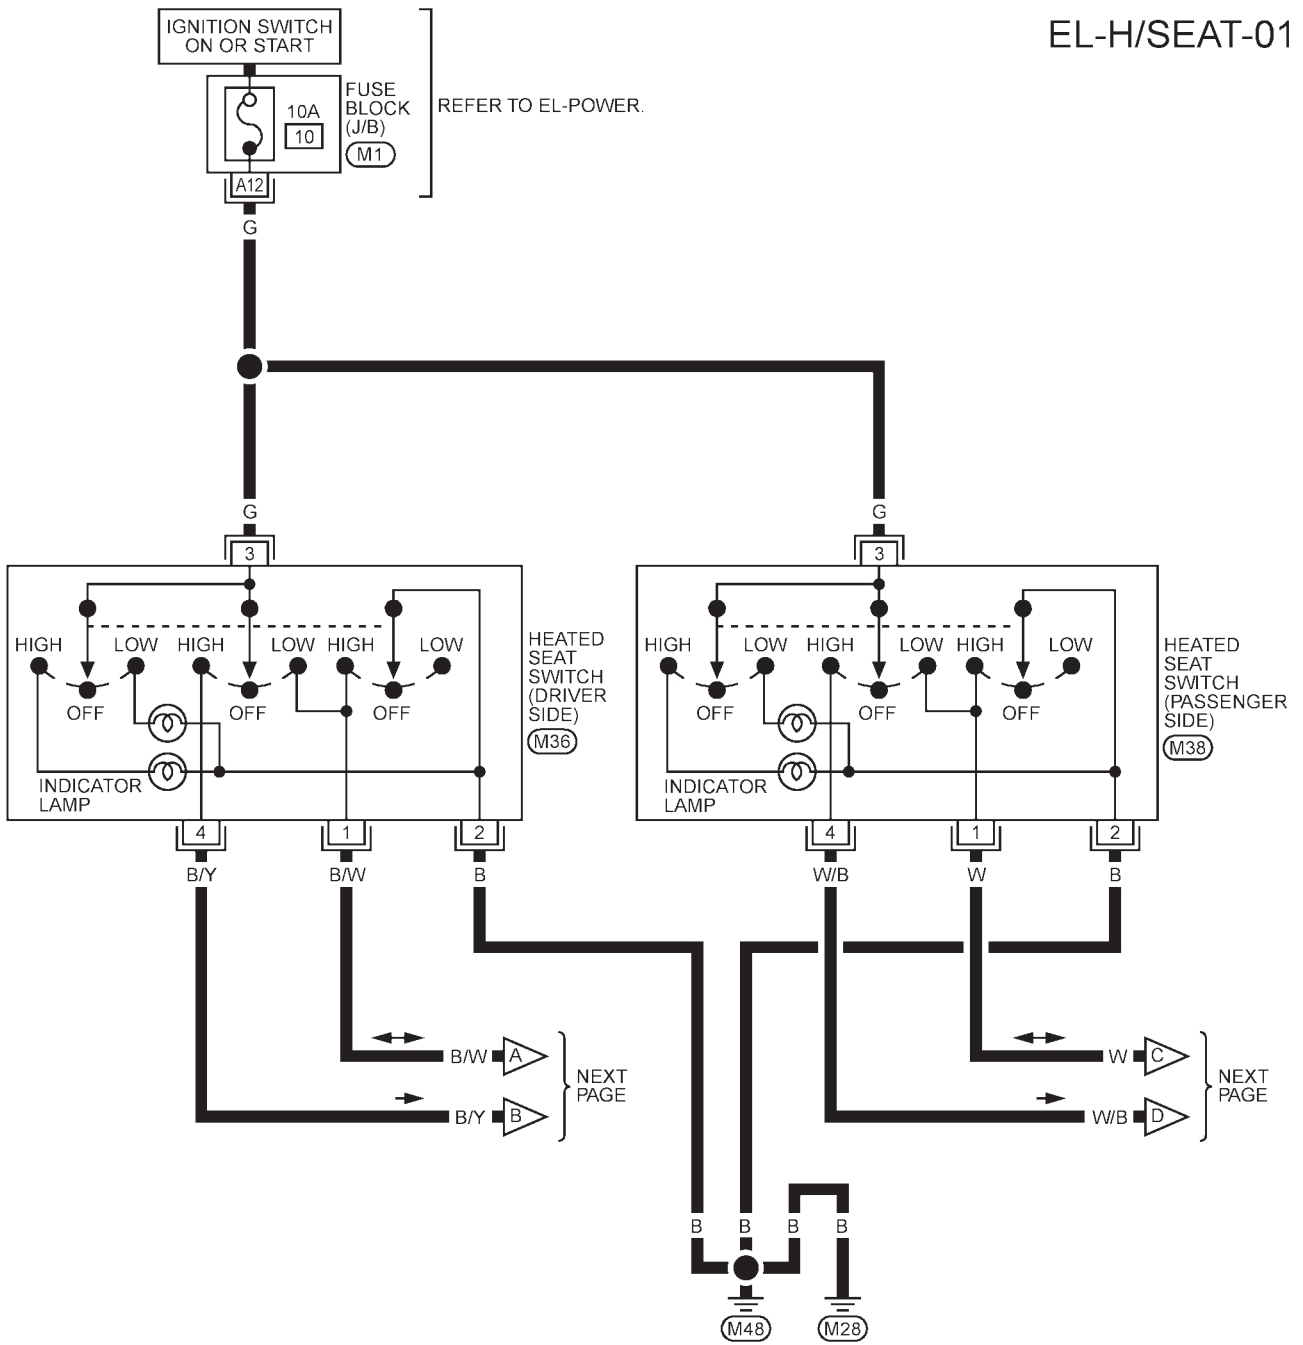 EL-H/SEAT-01
IGNITION SWITCH
ON OR START
FUSE
BLOCK
(J/B)
M1
10A
10
REFER TO EL-POWER.
A12
G
G
G
3
3
HIGH LOW HIGH LOW HIGH LOW
OFF OFF OFF
INDICATOR
LAMP
HEATED
SEAT
SWITCH
(DRIVER
SIDE)
M36
HIGH LOW HIGH LOW HIGH LOW
OFF OFF OFF
INDICATOR
LAMP
HEATED
SEAT
SWITCH
(PASSENGER
SIDE)
M38
4 1 2
4 1 2
B/Y B/W B
W/B W B
B/W A
B/Y B
NEXT
PAGE
W C
W/B D
NEXT
PAGE
B B B B
M48 M28